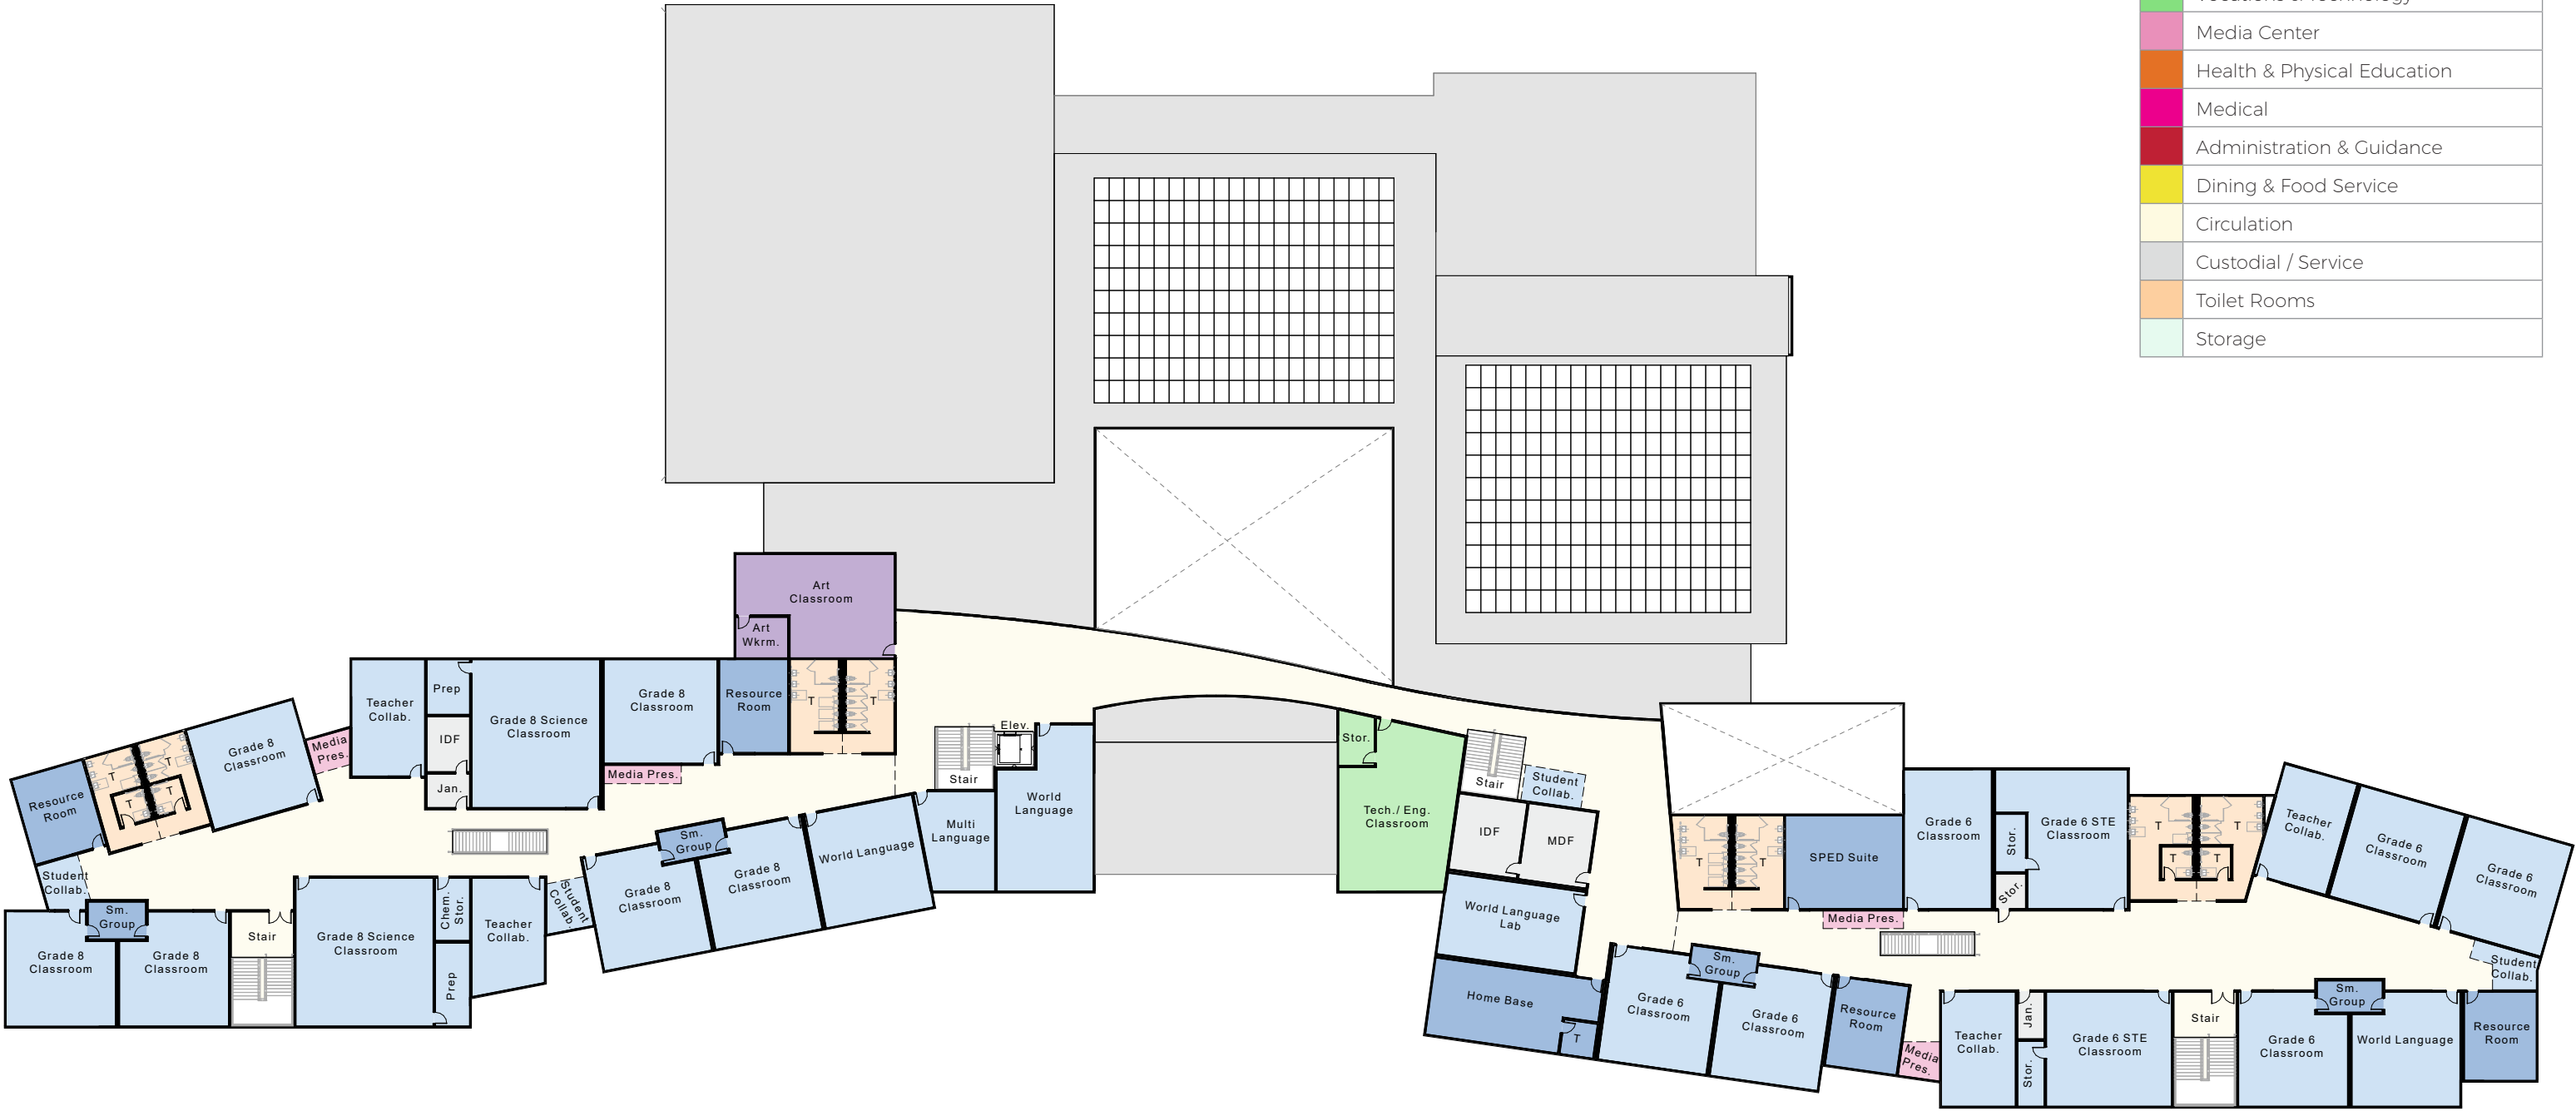 Vocations & Technology
Media Center
Health & Physical Education
Medical
Administration & Guidance
Dining & Food Service
Circulation
Custodial / Service
Toilet Rooms
Storage
Art
Classroom
Art
Wkrm.
Teacher
Collab.
Prep
IDF
Jan.
Grade 8 Science
Classroom
Grade 8
Classroom
Media Pres.
Resource
Room
T
T
Media
Pres.
Grade 8
Classroom
T
T
T
T
Resource
Room
Student
Collab.
Sm.
Group
Grade 8
Classroom
Grade 8
Classroom
Stair
Grade 8 Science
Classroom
Chem.
Stor.
Prep
Teacher
Collab.
Student
Collab.
Sm.
Group
Grade 8
Classroom
Grade 8
Classroom
World Language
Multi
Language
World
Language
Elev.
Stair
Stor.
Tech./ Eng.
Classroom
Stair
Student
Collab.
IDF
MDF
World Language
Lab
Home Base
T
Grade 6
Classroom
Sm.
Group
Grade 6
Classroom
Resource
Room
Media
Pres.
T
T
SPED Suite
Media Pres.
Grade 6
Classroom
Stor.
Stor.
Grade 6 STE
Classroom
T
T
T
T
Teacher
Collab.
Grade 6
Classroom
Grade 6
Classroom
Student
Collab.
Teacher
Collab.
Jan.
Stor.
Grade 6 STE
Classroom
Stair
Grade 6
Classroom
Sm.
Group
World Language
Resource
Room